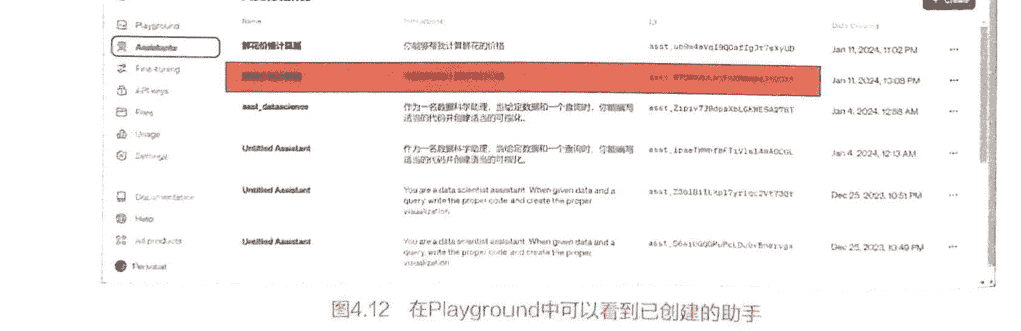 Create
Name
Instructions
ID
Date Created
Playground
Assistants
鲜花价格计算器
你能够帮我计算鲜花的价格
Jan 11, 2024, 11:02 PM
Fine-tuning
Jan 11, 2024, 10:08 PM
API keys
Files
asst_datascience
作为一名数据科学助理,当给定数据和一个查询时,你能编写
适当的代码并创建适当的可视化。
Jan 4, 2024, 12:58 AM
Usage
Settings
Untitled Assistant
作为一名数据科学助理,当给定数据和一个查询时,你能编写
适当的代码并创建适当的可视化。
Jan 4, 2024, 12:13 AM
Documentation
Untitled Assistant
You are a data scientist assistant. When given data and a
query write the proper code and create the proper
visualization
Dec 25, 2023, 10:51 PM
Help
All products
Personal
Untitled Assistant
You are a data scientist assistant. When given data and a
query, write the proper code and create the proper
visualization
Dec 25, 2023, 10:49 PM
图4.12 在Playground中可以看到已创建的助手